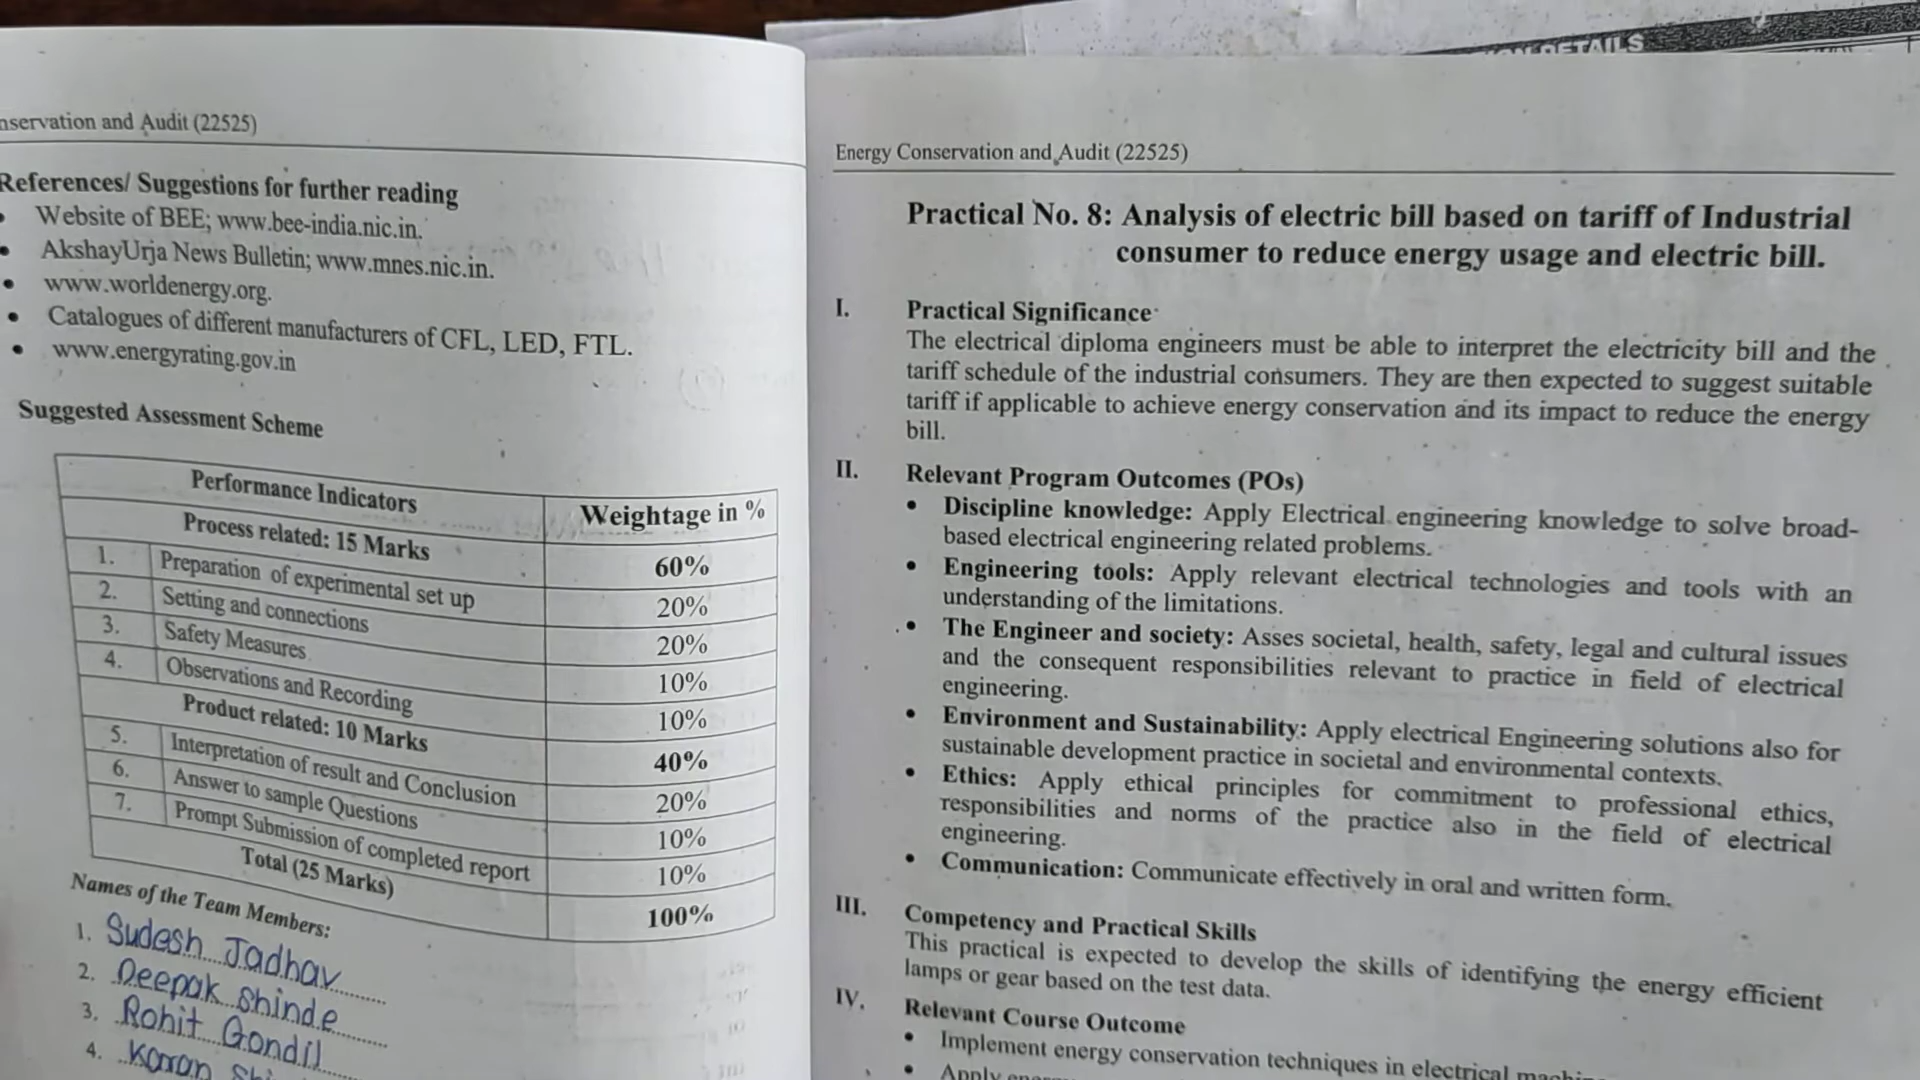 nservation and Audit (22525)
References/ Suggestions for further reading
• Website of BEE; www.bee-india.nic.in.
• AkshayUrja News Bulletin; www.mnes.nic.in.
• www.worldenergy.org.
• Catalogues of different manufacturers of CFL, LED, FTL.
• www.energyrating.gov.in
Suggested Assessment Scheme
Performance Indicators Weightage in %
Process related: 15 Marks 60%
1. Preparation of experimental set up 20%
2. Setting and connections 20%
3. Safety Measures 10%
4. Observations and Recording 10%
Product related: 10 Marks 40%
5. Interpretation of result and Conclusion 20%
6. Answer to sample Questions 10%
7. Prompt Submission of completed report 10%
Total (25 Marks) 100%
Names of the Team Members:
1. Sudesh Jadhav
2. Deepak Shinde
3. Rohit Gondil
4. Karan
DETAILS
Energy Conservation and Audit (22525)
Practical No. 8: Analysis of electric bill based on tariff of Industrial
consumer to reduce energy usage and electric bill.
I. Practical Significance
The electrical diploma engineers must be able to interpret the electricity bill and the
tariff schedule of the industrial consumers. They are then expected to suggest suitable
tariff if applicable to achieve energy conservation and its impact to reduce the energy
bill.
II. Relevant Program Outcomes (POs)
• Discipline knowledge: Apply Electrical engineering knowledge to solve broad-
based electrical engineering related problems.
• Engineering tools: Apply relevant electrical technologies and tools with an
understanding of the limitations.
• The Engineer and society: Asses societal, health, safety, legal and cultural issues
and the consequent responsibilities relevant to practice in field of electrical
engineering.
• Environment and Sustainability: Apply electrical Engineering solutions also for
sustainable development practice in societal and environmental contexts.
• Ethics: Apply ethical principles for commitment to professional ethics,
responsibilities and norms of the practice also in the field of electrical
engineering.
• Communication: Communicate effectively in oral and written form.
III. Competency and Practical Skills
This practical is expected to develop the skills of identifying the energy efficient
lamps or gear based on the test data.
IV. Relevant Course Outcome
• Implement energy conservation techniques in electrical
• Apply